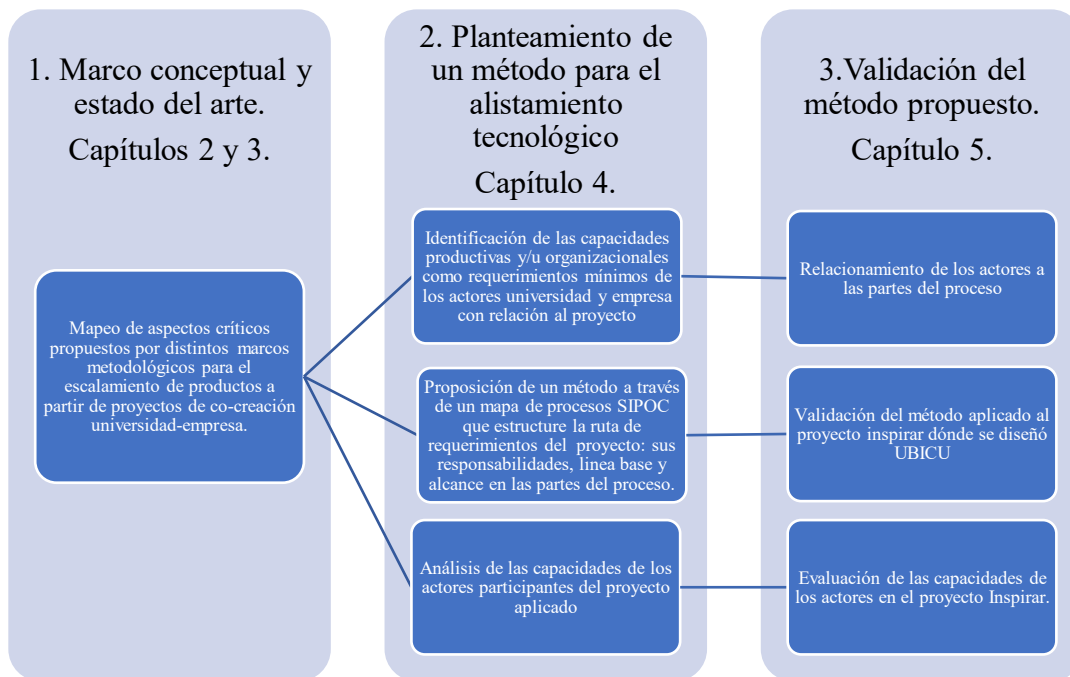 1. Marco conceptual y
estado del arte.
Capítulos 2 y 3.
Mapeo de aspectos críticos
propuestos por distintos marcos
metodológicos para el
escalamiento de productos a
partir de proyectos de co-creación
universidad-empresa.
2. Planteamiento de
un método para el
alistamiento
tecnológico
Capítulo 4.
Identificación de las capacidades
productivas y/u organizacionales
como requerimientos mínimos de
los actores universidad y empresa
con relación al proyecto
Proposición de un método a través
de un mapa de procesos SIPOC
que estructure la ruta de
requerimientos del proyecto: sus
responsabilidades, linea base y
alcance en las partes del proceso.
Análisis de las capacidades de los
actores participantes del proyecto
aplicado
3.Validación del
método propuesto.
Capítulo 5.
Relacionamiento de los actores a
las partes del proceso
Validación del método aplicado al
proyecto inspirar dónde se diseñó
UBICU
Evaluación de las capacidades de
los actores en el proyecto Inspirar.